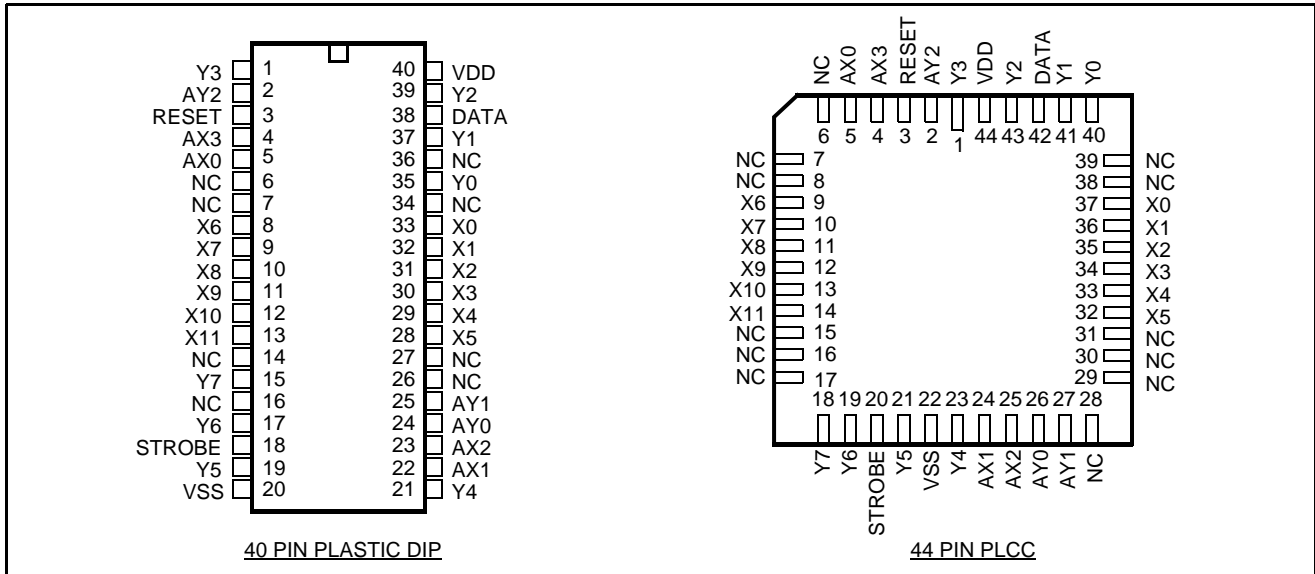 Y3 1 40 VDD
AY2 2 39 Y2
RESET 3 38 DATA
AX3 4 37 Y1
AX0 5 36 NC
NC 6 35 Y0
NC 7 34 NC
X6 8 33 X0
X7 9 32 X1
X8 10 31 X2
X9 11 30 X3
X10 12 29 X4
X11 13 28 X5
NC 14 27 NC
Y7 15 26 NC
NC 16 25 AY1
Y6 17 24 AY0
STROBE 18 23 AX2
Y5 19 22 AX1
VSS 20 21 Y4
40 PIN PLASTIC DIP
NC AX0 AX3 RESET AY2 Y3 VDD Y2 DATA Y1 Y0
6 5 4 3 2 1 44 43 42 41 40
NC 7 39 NC
NC 8 38 NC
X6 9 37 X0
X7 10 36 X1
X8 11 35 X2
X9 12 34 X3
X10 13 33 X4
X11 14 32 X5
NC 15 31 NC
NC 16 30 NC
NC 17 29 NC
18 19 20 21 22 23 24 25 26 27 28
Y7 Y6 STROBE Y5 VSS Y4 AX1 AX2 AY0 AY1 NC
44 PIN PLCC